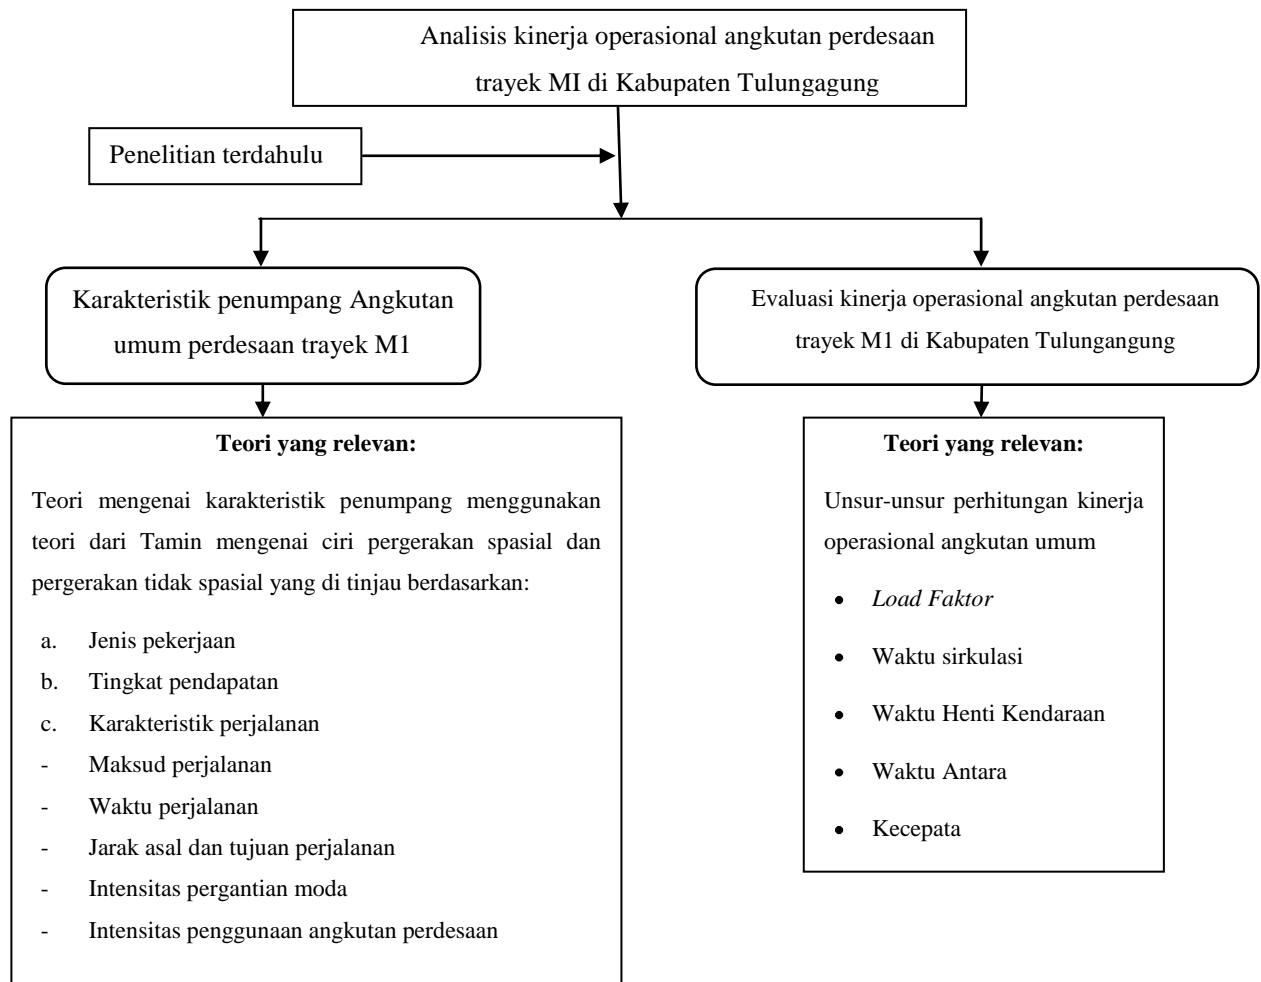 Analisis kinerja operasional angkutan perdesaan
trayek MI di Kabupaten Tulungagung
Penelitian terdahulu
Karakteristik penumpang Angkutan
umum perdesaan trayek M1
Evaluasi kinerja operasional angkutan perdesaan
trayek M1 di Kabupaten Tulungangung
Teori yang relevan:
Teori mengenai karakteristik penumpang menggunakan
teori dari Tamin mengenai ciri pergerakan spasial dan
pergerakan tidak spasial yang di tinjau berdasarkan:
a. Jenis pekerjaan
b. Tingkat pendapatan
c. Karakteristik perjalanan
- Maksud perjalanan
- Waktu perjalanan
- Jarak asal dan tujuan perjalanan
- Intensitas pergantian moda
- Intensitas penggunaan angkutan perdesaan
Teori yang relevan:
Unsur-unsur perhitungan kinerja
operasional angkutan umum
• Load Faktor
• Waktu sirkulasi
• Waktu Henti Kendaraan
• Waktu Antara
• Kecepata